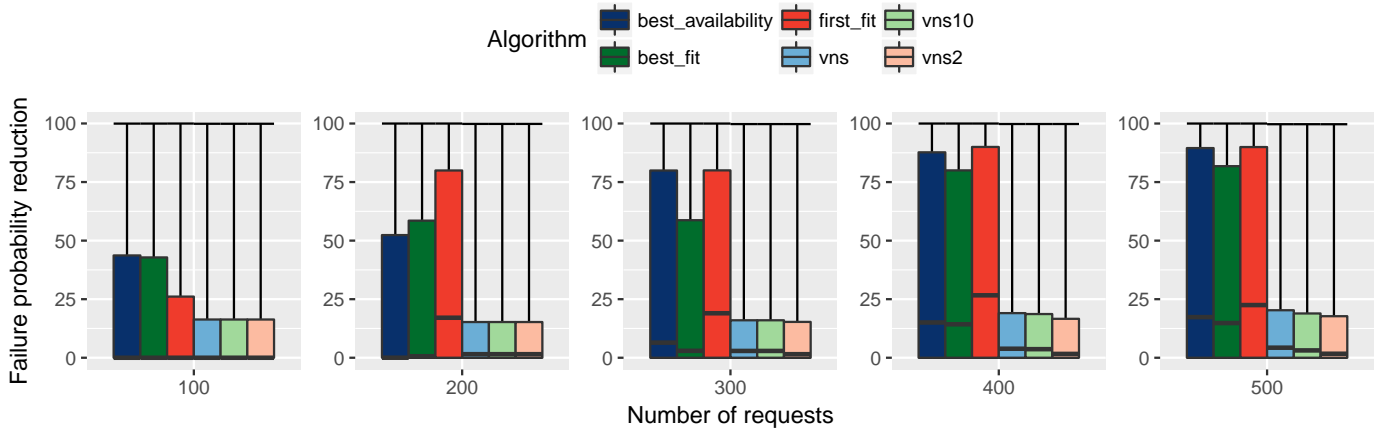 Algorithm
best_availability first_fit vns10
best_fit vns vns2
Failure probability reduction
100 100 100 100 100
75 75 75 75 75
50 50 50 50 50
25 25 25 25 25
0 0 0 0 0
100 200 300 400 500
Number of requests